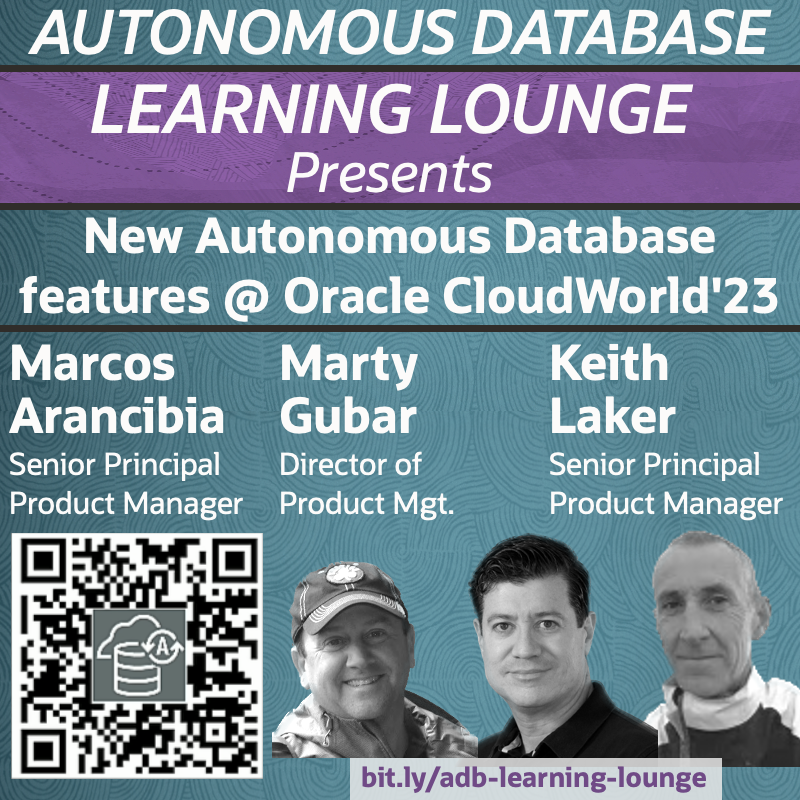 AUTONOMOUS DATABASE
LEARNING LOUNGE
Presents
New Autonomous Database
features @ Oracle CloudWorld'23
Marcos
Arancibia
Senior Principal
Product Manager
Marty
Gubar
Director of
Product Mgt.
Keith
Laker
Senior Principal
Product Manager
A
bit.ly/adb-learning-lounge